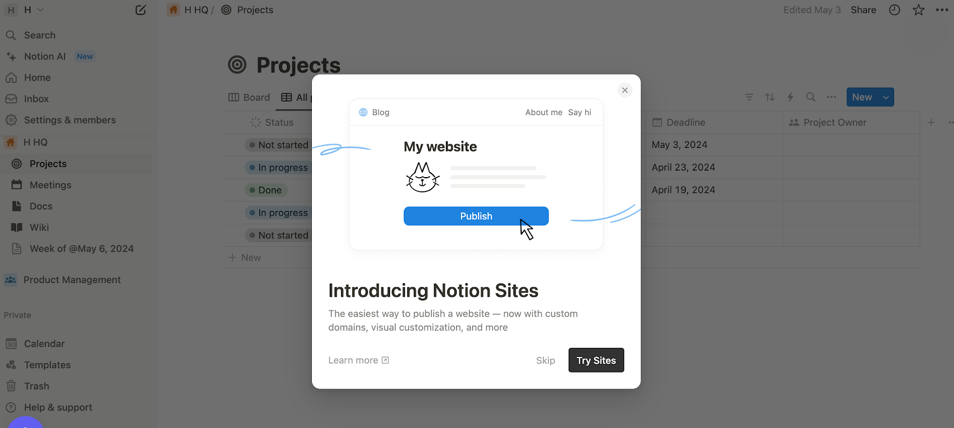 H H
H HQ / Projects
Edited May 3 Share
Search
Notion AI New
Home
Inbox
Settings & members
H HQ
Projects
Meetings
Docs
Wiki
Week of @May 6, 2024
Product Management
Private
Calendar
Templates
Trash
Help & support
Projects
Board All
New
Status Deadline Project Owner
Not started May 3, 2024
In progress April 23, 2024
Done April 19, 2024
In progress
Not started
+ New
Blog About me Say hi
My website
Publish
Introducing Notion Sites
The easiest way to publish a website — now with custom
domains, visual customization, and more
Learn more Skip Try Sites